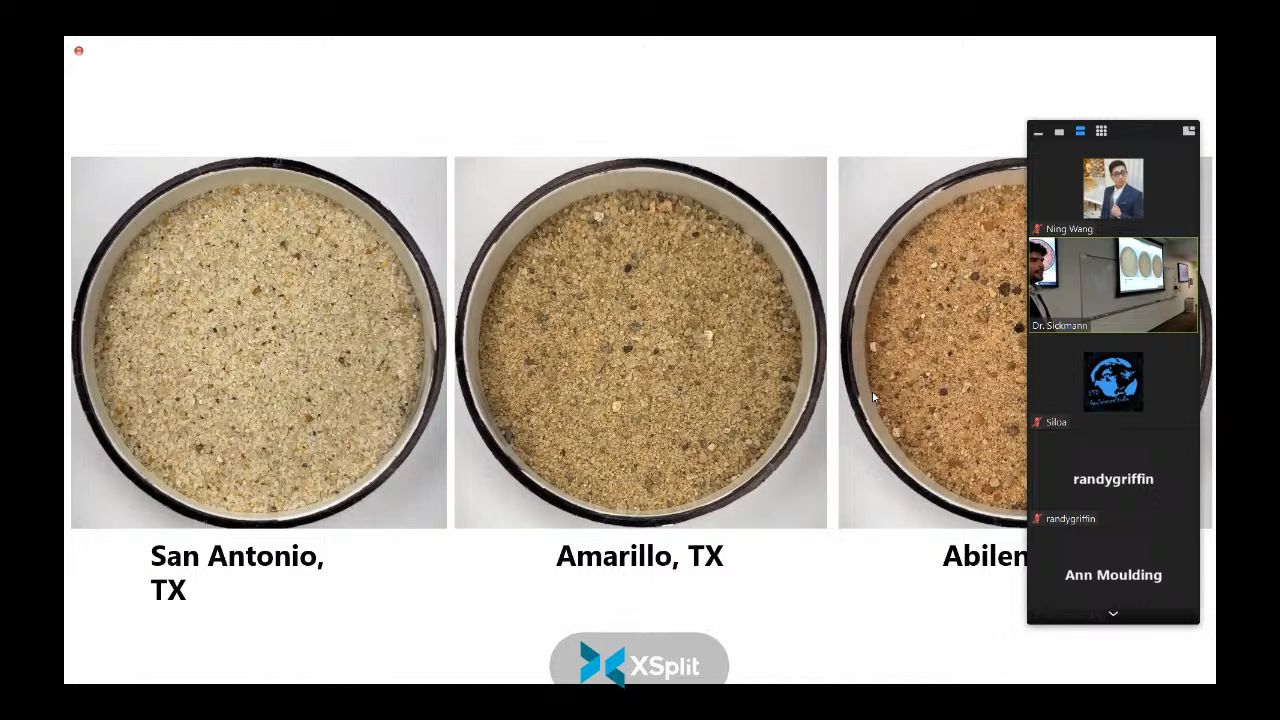 San Antonio,
TX
Amarillo, TX
Abilen
Ning Wang
Dr. Sickmann
Siloa
randygriffin
randygriffin
Ann Moulding
XSplit